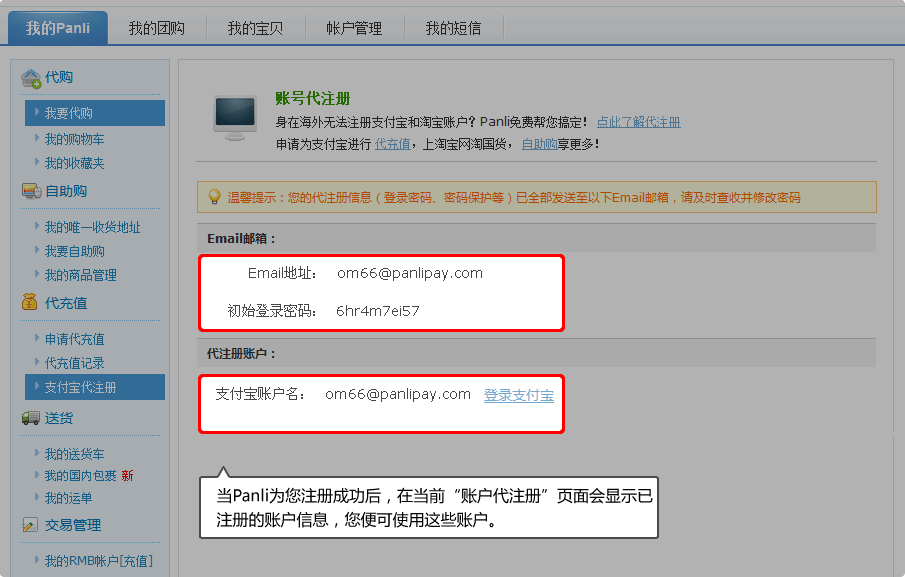 我的Panli
我的团购
我的宝贝
帐户管理
我的短信
代购
我要代购
我的购物车
我的收藏夹
自助购
我的唯一收货地址
我要自助购
我的商品管理
代充值
申请代充值
代充值记录
支付宝代注册
送货
我的送货车
我的国内包裹 新
我的运单
交易管理
我的RMB帐户[充值]
账号代注册
身在海外无法注册支付宝和淘宝账户？Panli免费帮您搞定！ 点此了解代注册
申请为支付宝进行 代充值，上淘宝网淘国货， 自助购享更多！
温馨提示：您的代注册信息（登录密码、密码保护等）已全部发送至以下Email邮箱，请及时查收并修改密码
Email邮箱：
Email地址： om66@panlipay.com
初始登录密码： 6hr4m7ei57
代注册账户：
支付宝账户名： om66@panlipay.com 登录支付宝
当Panli为您注册成功后，在当前“账户代注册”页面会显示已
注册的账户信息，您便可使用这些账户。